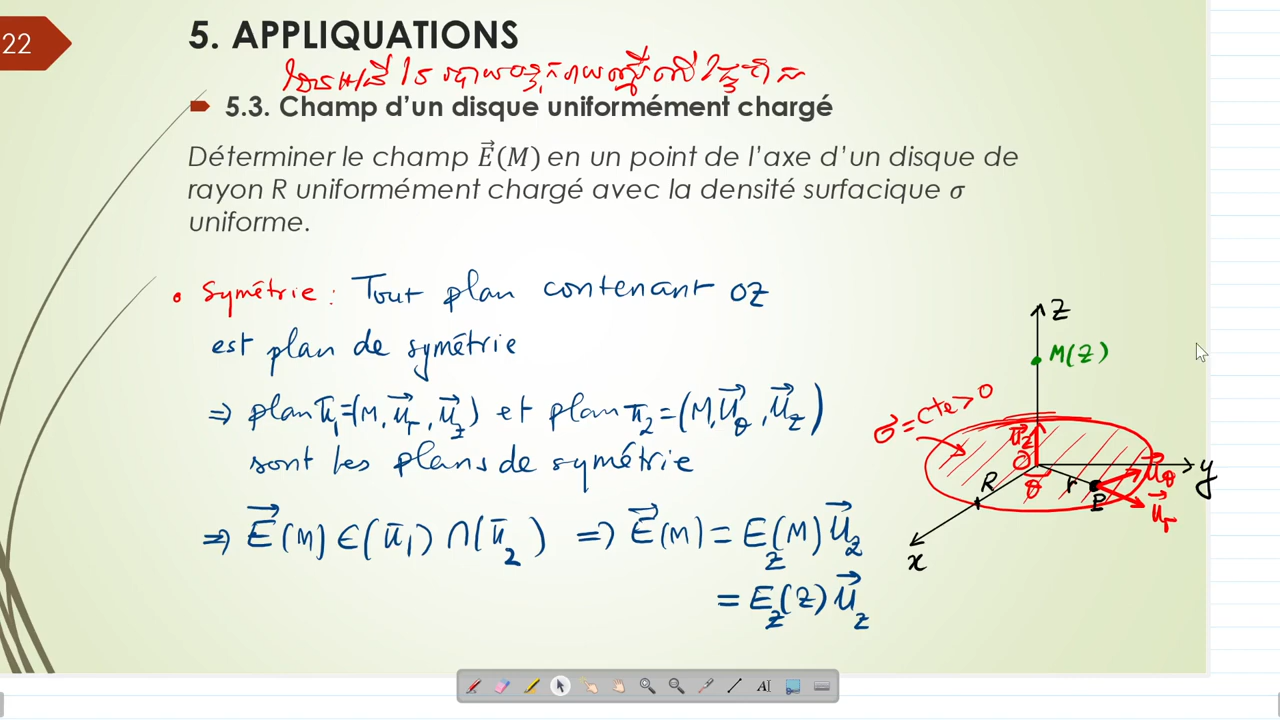 22
5. APPLIQUATIONS
5.3. Champ d’un disque uniformément chargé
Déterminer le champ E⃗(M) en un point de l’axe d’un disque de
rayon R uniformément chargé avec la densité surfacique σ
uniforme.
• Symétrie : Tout plan contenant OZ
est plan de symétrie
⇒ plan π₁=(M, u⃗r, u⃗z) et plan π₂=(M, u⃗θ, u⃗z)
sont les plans de symétrie
⇒ E⃗(M) ∈ (π₁) ∩ (π₂) ⇒ E⃗(M) = Ez(M) u⃗z
= Ez(z) u⃗z
Z
M(Z)
σ = Cte > 0
u⃗z
O
y
u⃗θ
R
θ
r
P
u⃗r
x
AI